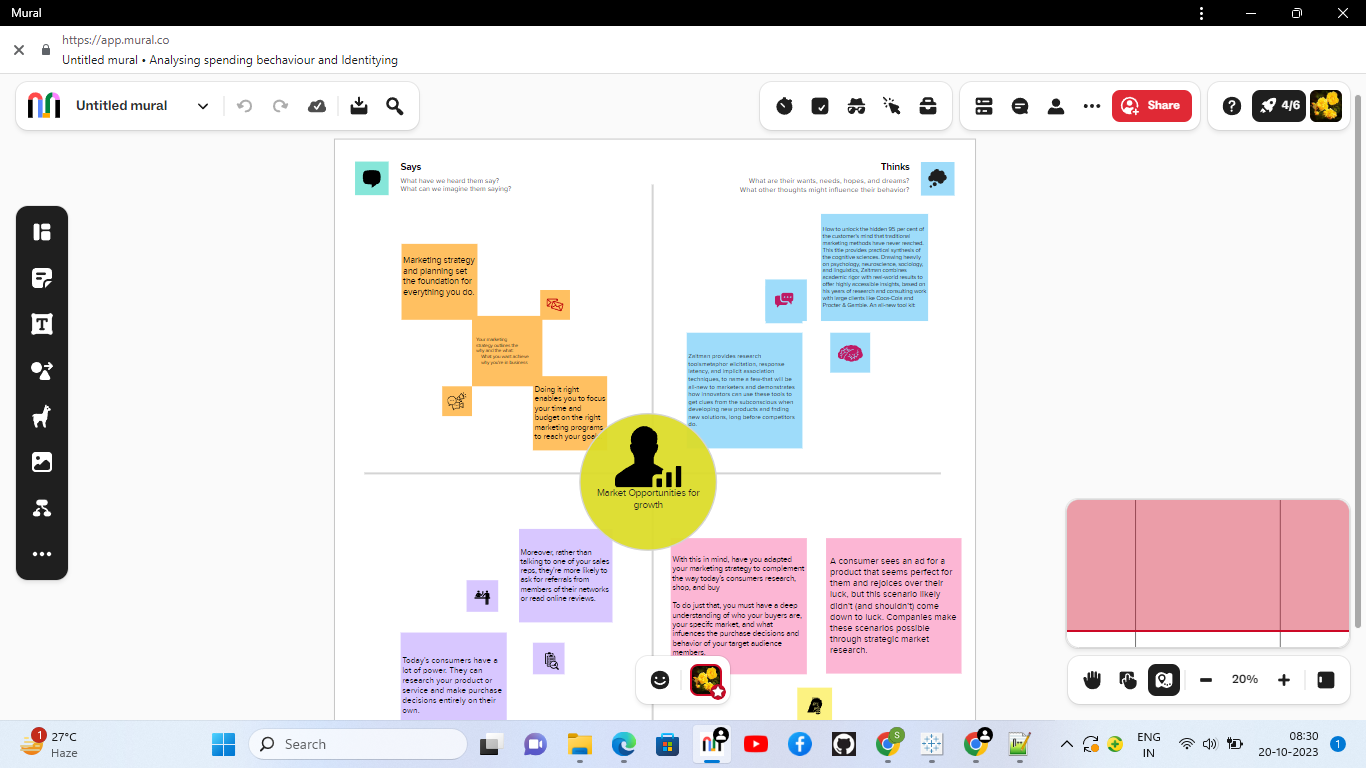 Mural
https://app.mural.co
Untitled mural • Analysing spending bechaviour and Identitying
Untitled mural
Share
4/6
Says
What have we heard them say?
What can we imagine them saying?
Thinks
What are their wants, needs, hopes, and dreams?
What other thoughts might influence their behavior?
Marketing strategy
and planning set
the foundation for
everything you do.
Your marketing
strategy outlines the
why and the what:
What you want achieve
why you're in business
Doing it right
enables you to focus
your time and
budget on the right
marketing programs
to reach your goals
How to unlock the hidden 95 per cent of
the customer's mind that traditional
marketing methods have never reached.
This title provides practical synthesis of
the cognitive sciences. Drawing heavily
on psychology, neuroscience, sociology,
and linguistics, Zaltman combines
academic rigor with real-world results to
offer highly accessible insights, based on
his years of research and consulting work
with large clients like Coca-Cola and
Procter & Gamble. An all-new tool kit
Zaltman provides research
tools-metaphor elicitation, response
latency, and implicit association
techniques, to name a few-that will be
all-new to marketers and demonstrates
how innovators can use these tools to
get clues from the subconscious when
developing new products and finding
new solutions, long before competitors
do.
Market Opportunities for
growth
Moreover, rather than
talking to one of your sales
reps, they're more likely to
ask for referrals from
members of their networks
or read online reviews.
Today's consumers have a
lot of power. They can
research your product or
service and make purchase
decisions entirely on their
own.
With this in mind, have you adapted
your marketing strategy to complement
the way today's consumers research,
shop, and buy
To do just that, you must have a deep
understanding of who your buyers are,
your specific market, and what
influences the purchase decisions and
behavior of your target audience
members.
A consumer sees an ad for a
product that seems perfect for
them and rejoices over their
luck, but this scenario likely
didn't (and shouldn't) come
down to luck. Companies make
these scenarios possible
through strategic market
research.
20%
1
27°C
Haze
Search
S
ENG
IN
08:30
20-10-2023
1